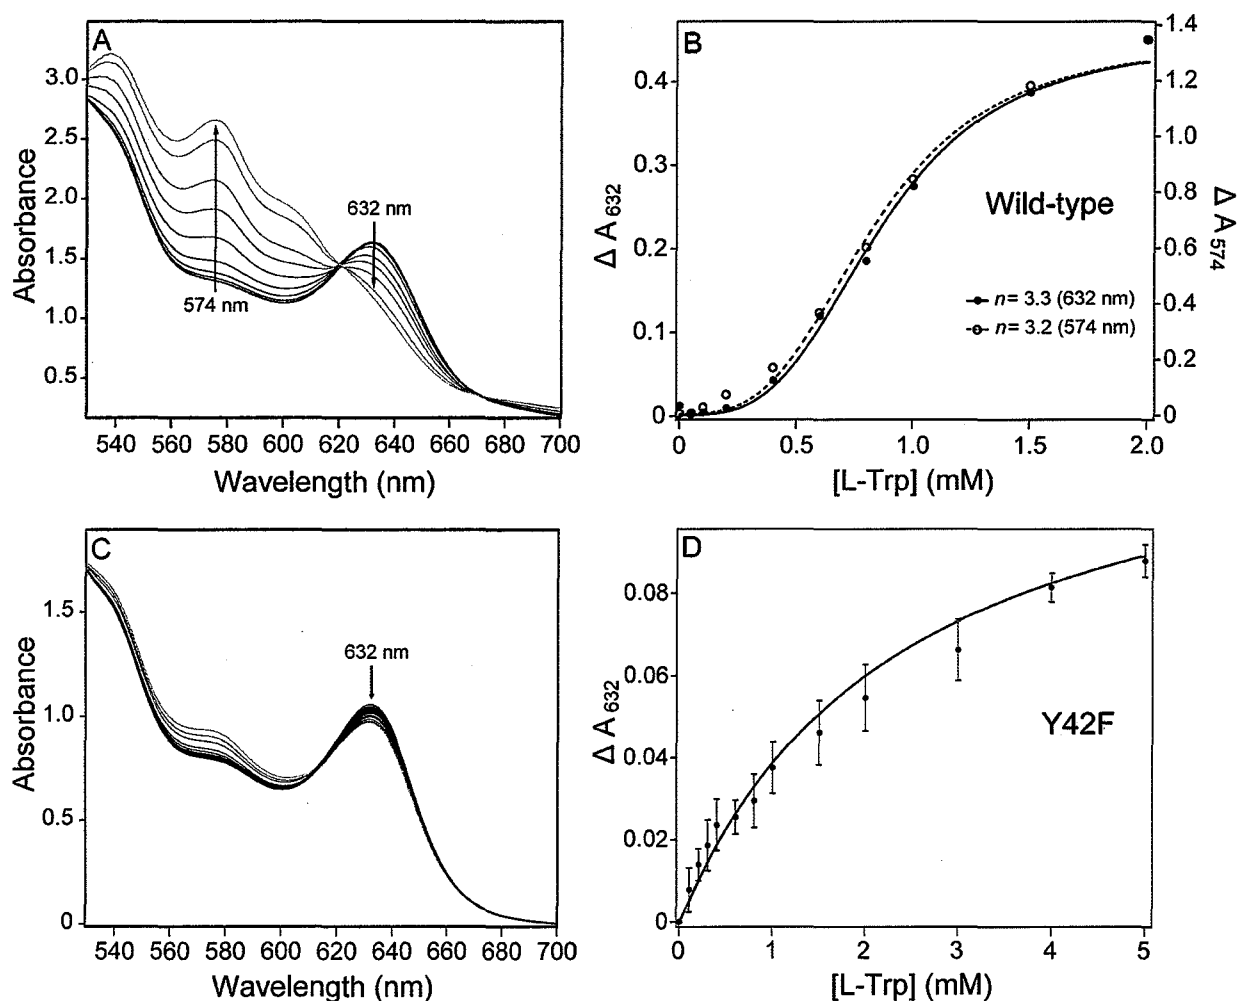 A
Absorbance
3.0
2.5
2.0
1.5
1.0
0.5
632 nm
574 nm
540 560 580 600 620 640 660 680 700
Wavelength (nm)
B
Δ A632
0.4
0.3
0.2
0.1
0
1.4
1.2
1.0
0.8
0.6
0.4
0.2
0
Δ A574
Wild-type
n= 3.3 (632 nm)
n= 3.2 (574 nm)
0 0.5 1.0 1.5 2.0
[L-Trp] (mM)
C
Absorbance
1.5
1.0
0.5
0
632 nm
540 560 580 600 620 640 660 680 700
Wavelength (nm)
D
Δ A632
0.08
0.06
0.04
0.02
0
Y42F
0 1 2 3 4 5
[L-Trp] (mM)